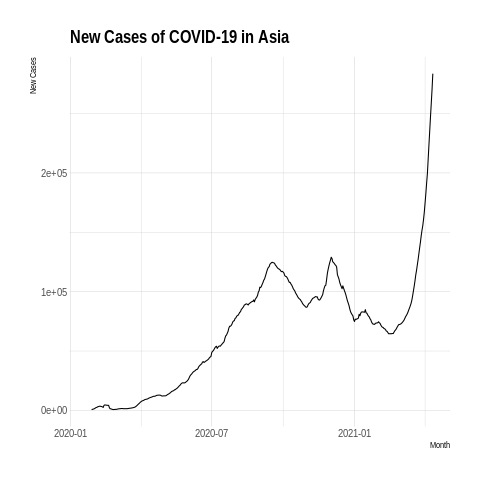 New Cases of COVID-19 in Asia
New Cases
2e+05
1e+05
0e+00
2020-01
2020-07
2021-01
Month